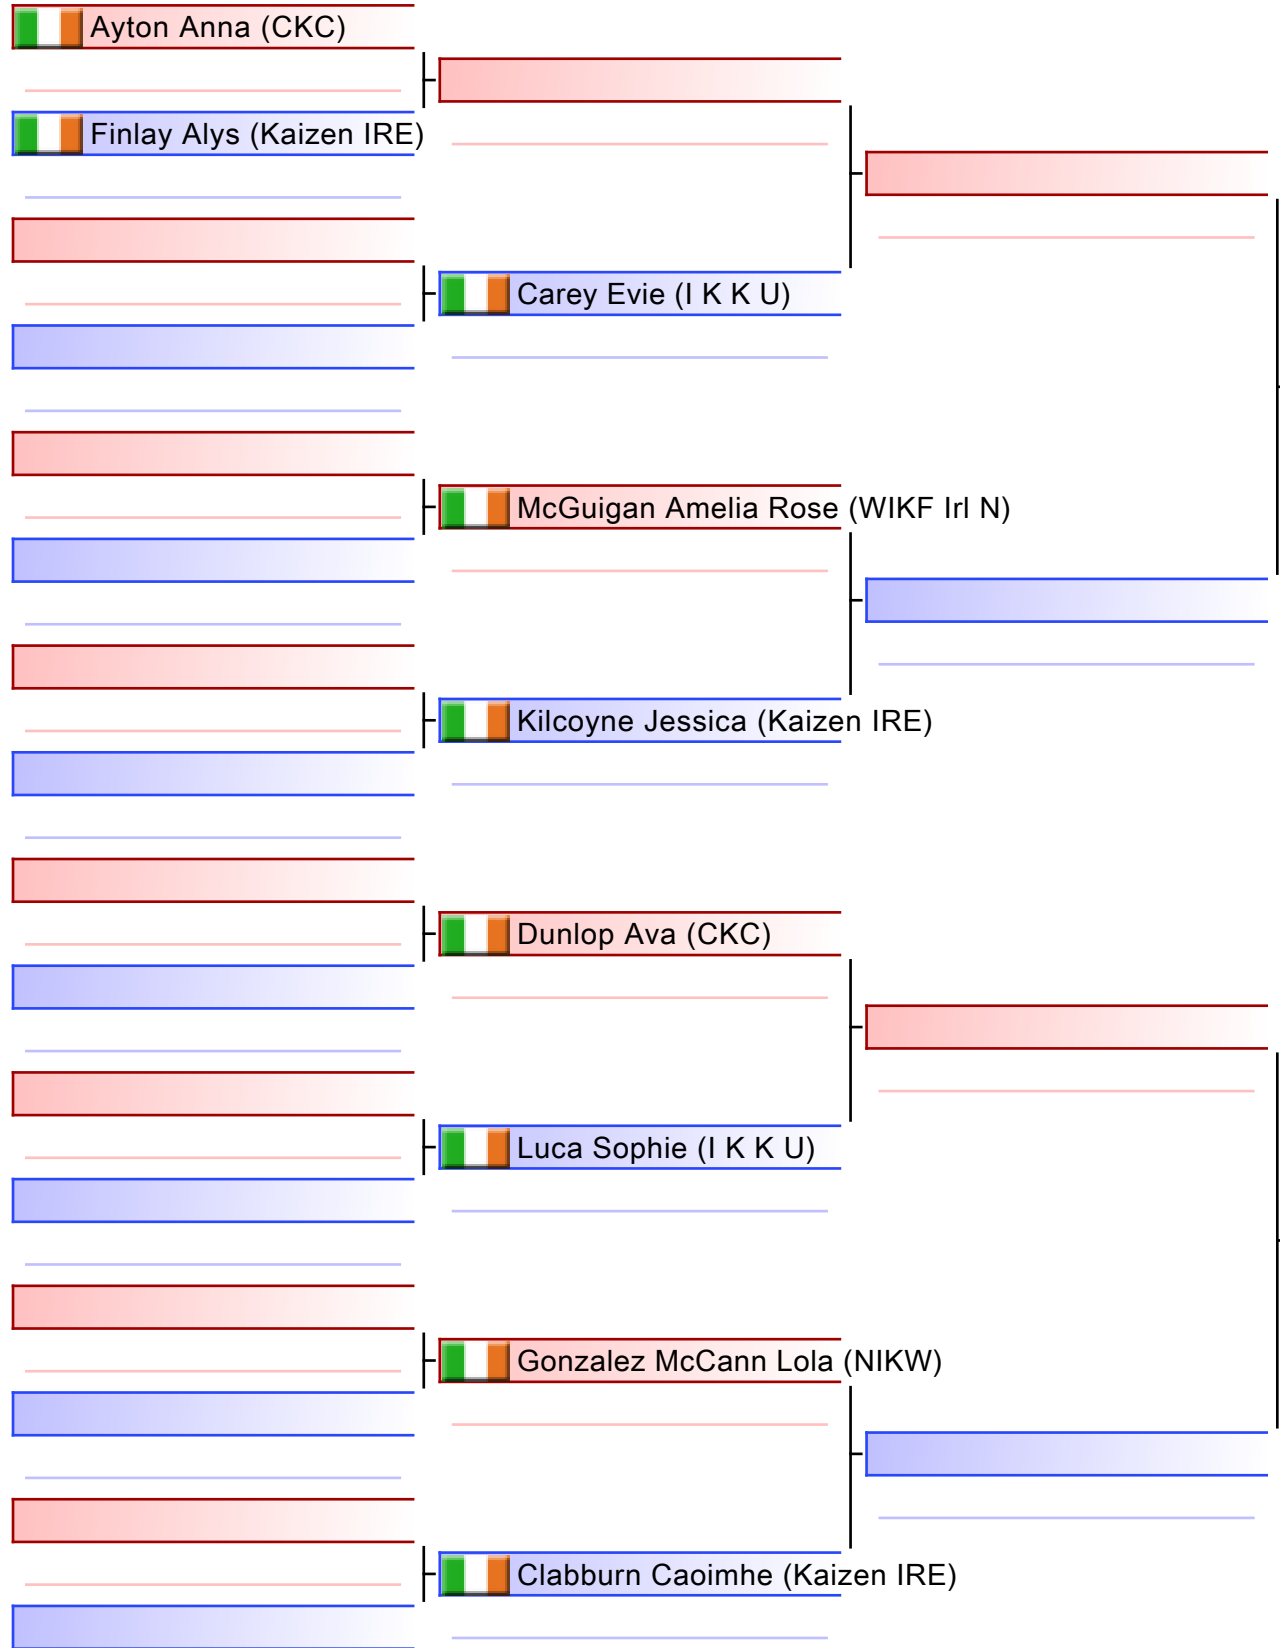 Ayton Anna (CKC)
Finlay Alys (Kaizen IRE)
Carey Evie (I K K U)
McGuigan Amelia Rose (WIKF Irl N)
Kilcoyne Jessica (Kaizen IRE)
Dunlop Ava (CKC)
Luca Sophie (I K K U)
Gonzalez McCann Lola (NIKW)
Clabburn Caoimhe (Kaizen IRE)